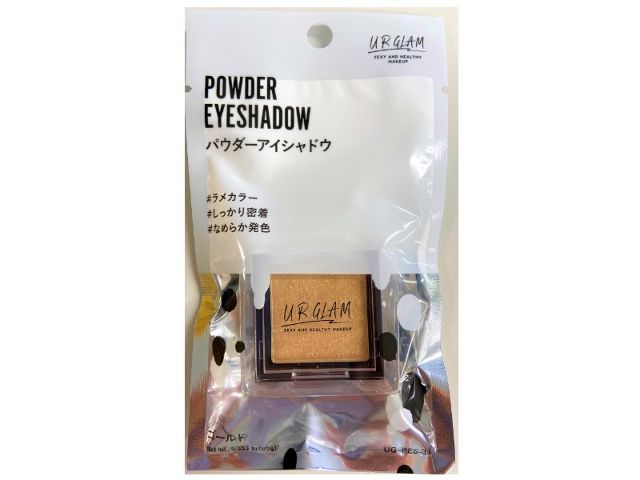 URGLAM
SEXY AND HEALTHY
MAKEUP
POWDER
EYESHADOW
パウダーアイシャドウ
#ラメカラー
#しっかり密着
#なめらか発色
URGLAM
SEXY AND HEALTHY MAKEUP
ゴールド